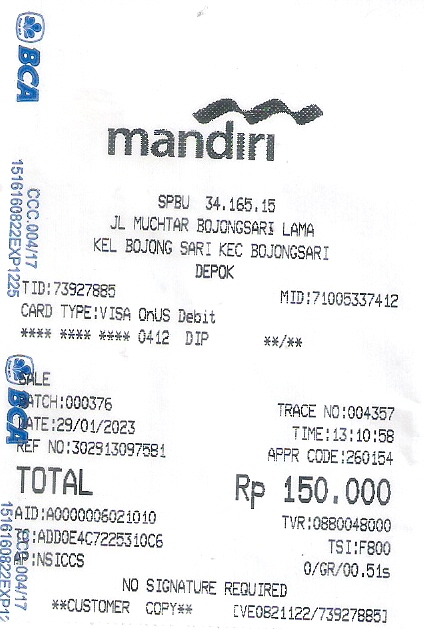 BCA
CCC.004/17
1516160822EXP1225
mandiri
SPBU 34.165.15
JL MUCHTAR BOJONGSARI LAMA
KEL BOJONG SARI KEC BOJONGSARI
DEPOK
TID:73927885 MID:71005337412
CARD TYPE:VISA OnUS Debit
**** **** **** 0412 DIP **/**
SALE
BATCH:000376 TRACE NO:004357
DATE:29/01/2023 TIME:13:10:58
REF NO:302913097581 APPR CODE:260154
TOTAL Rp 150.000
AID:A0000006021010 TVR:0880048000
TC:ADD0E4C7225310C6 TSI:F800
AP:NSICCS 0/GR/00.51s
NO SIGNATURE REQUIRED
**CUSTOMER COPY** [VE0821122/73927885]
BCA
CCC.004/17